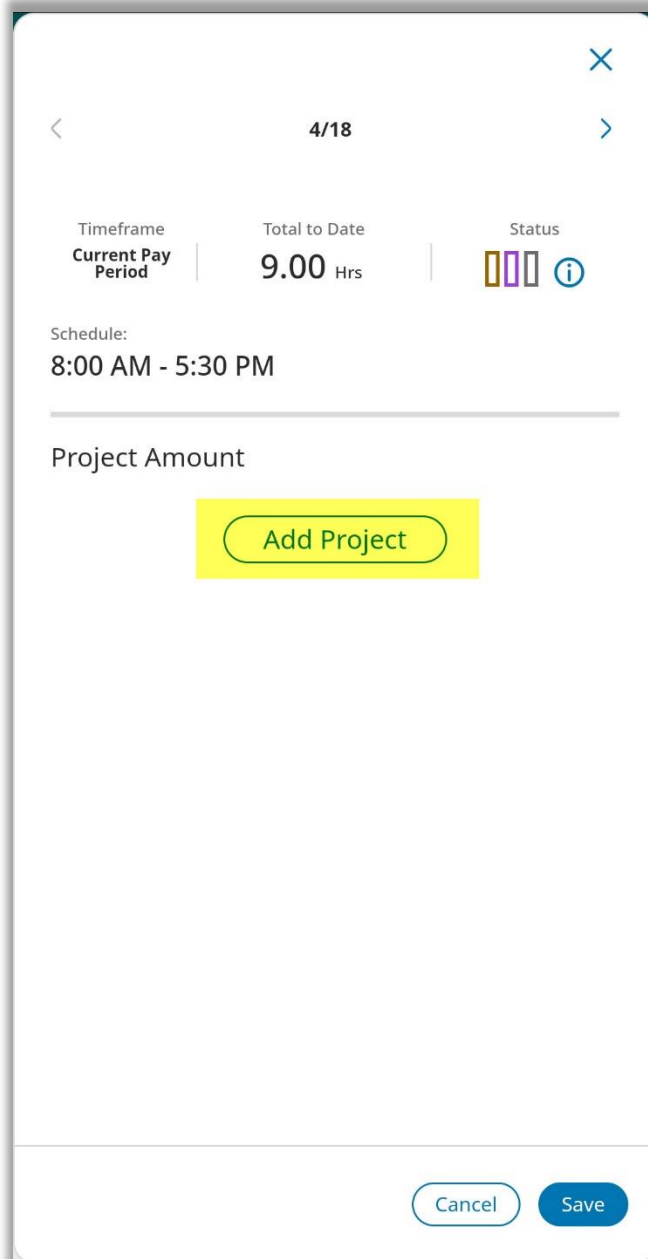 4/18
Timeframe
Total to Date
Status
Current Pay
Period
9.00 Hrs
Schedule:
8:00 AM - 5:30 PM
Project Amount
Add Project
Cancel
Save